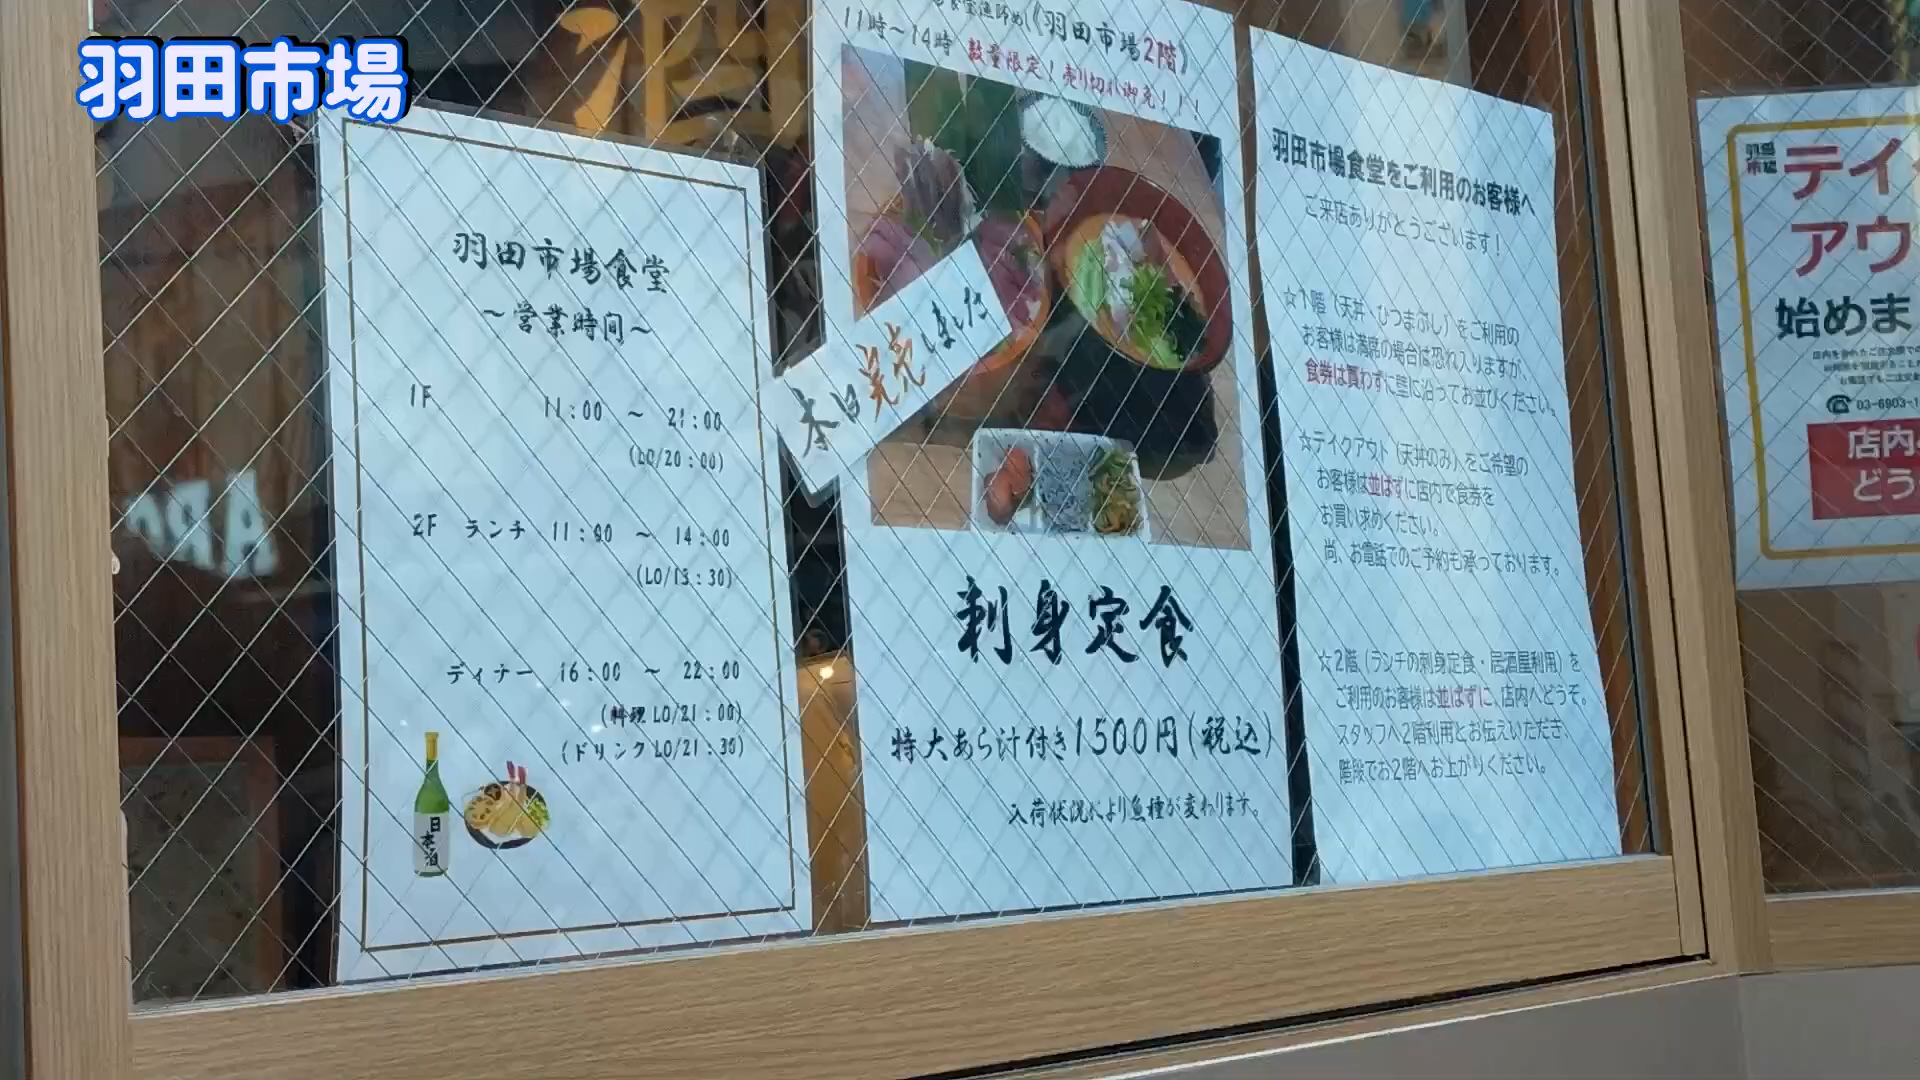 羽田市場
羽田市場食堂
～営業時間～
1F 11:00 ～ 21:00
(LO/20:00)
2F ランチ 11:00 ～ 14:00
(LO/13:30)
ディナー 16:00 ～ 22:00
(料理 LO/21:00)
(ドリンク LO/21:30)
日本酒
《羽田市場2階》
11時～14時 数量限定！売り切れ御免！！！
本日完売しました
刺身定食
特大あら汁付き1500円(税込)
入荷状況により魚種が変わります。
羽田市場食堂をご利用のお客様へ
ご来店ありがとうございます！
☆1階（天丼・ひつまぶし）をご利用の
お客様は満席の場合は恐れ入りますが、
食券は買わずに壁に沿ってお並びください。
☆テイクアウト（天丼のみ）をご希望の
お客様は並ばずに店内で食券を
お買い求めください。
尚、お電話でのご予約も承っております。
☆2階（ランチの刺身定食・居酒屋利用）を
ご利用のお客様は並ばずに、店内へどうぞ。
スタッフへ2階利用とお伝えいただき、
階段でお2階へお上がりください。
羽田
市場
テイ
アウ
始めま
03-6903-1
店内
どう